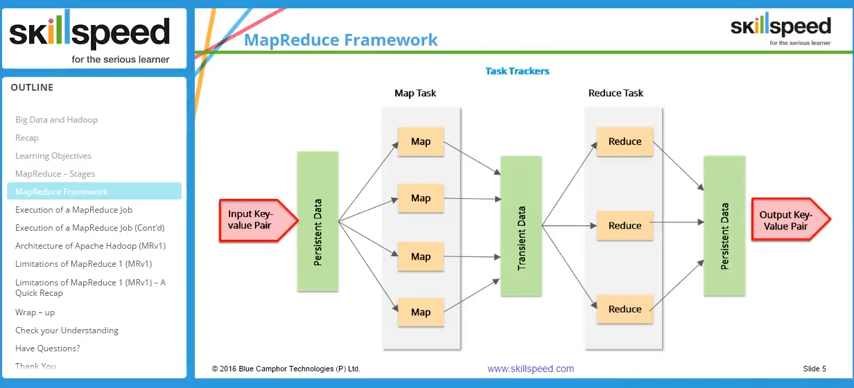 skillspeed
for the serious learner
OUTLINE
Big Data and Hadoop
Recap
Learning Objectives
MapReduce – Stages
MapReduce Framework
Execution of a MapReduce Job
Execution of a MapReduce Job (Cont'd)
Architecture of Apache Hadoop (MRv1)
Limitations of MapReduce 1 (MRv1)
Limitations of MapReduce 1 (MRv1) – A
Quick Recap
Wrap – up
Check your Understanding
Have Questions?
Thank You
MapReduce Framework
skillspeed
for the serious learner
Task Trackers
Map Task
Reduce Task
Input Key-
value Pair
Persistent Data
Map
Map
Map
Map
Transient Data
Reduce
Reduce
Reduce
Persistent Data
Output Key-
Value Pair
© 2016 Blue Camphor Technologies (P) Ltd.
www.skillspeed.com
Slide 5